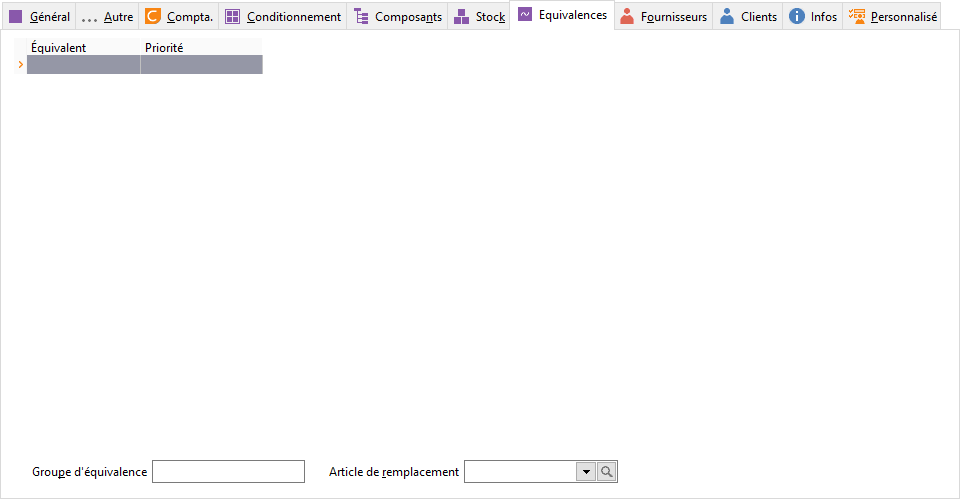 Général ... Autre Compta. Conditionnement Composants Stock Equivalences Fournisseurs Clients Infos Personnalisé
Équivalent Priorité
Groupe d'équivalence Article de remplacement